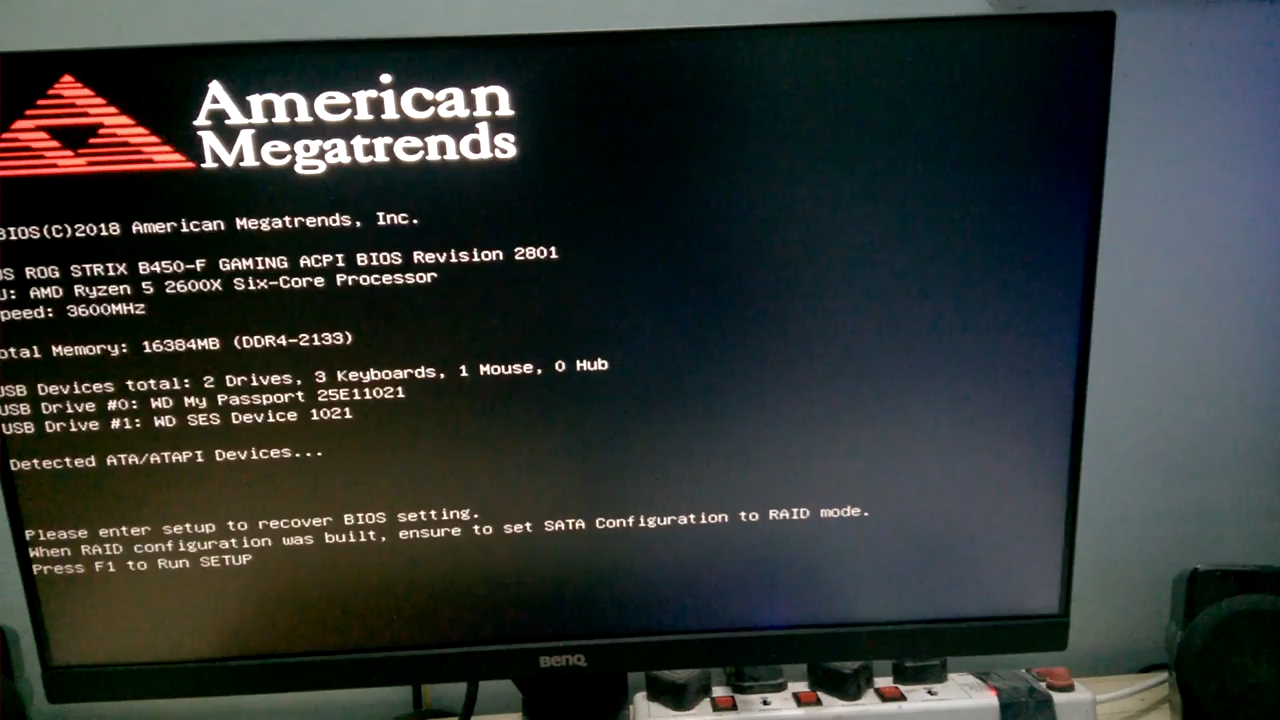 American
Megatrends
BIOS(C)2018 American Megatrends, Inc.
ROG STRIX B450-F GAMING ACPI BIOS Revision 2801
AMD Ryzen 5 2600X Six-Core Processor
peed: 3600MHz
otal Memory: 16384MB (DDR4-2133)
USB Devices total: 2 Drives, 3 Keyboards, 1 Mouse, 0 Hub
USB Drive #0: WD My Passport 25E11021
USB Drive #1: WD SES Device 1021
Detected ATA/ATAPI Devices...
Please enter setup to recover BIOS setting.
When RAID configuration was built, ensure to set SATA Configuration to RAID mode.
Press F1 to Run SETUP
BenQ